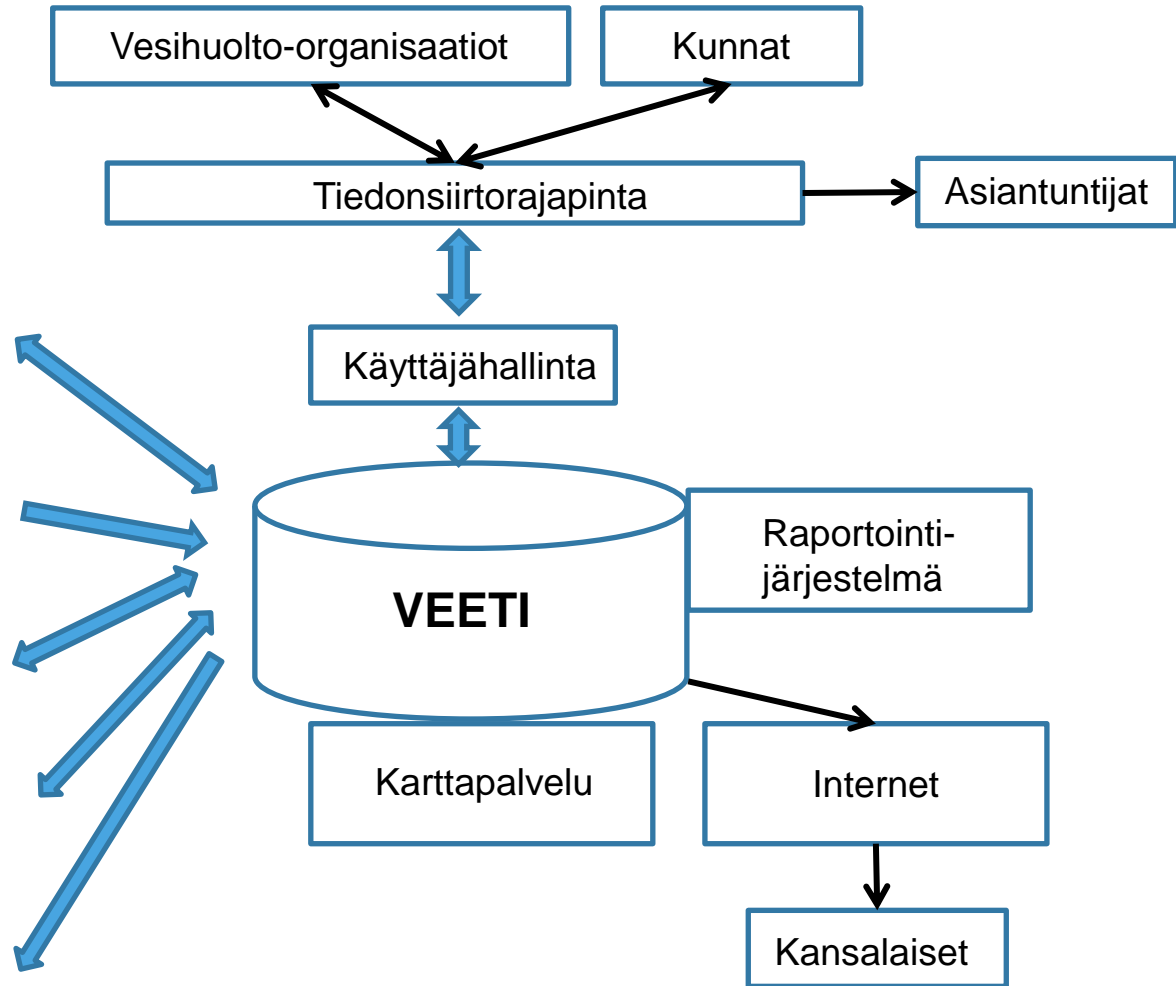 Vesihuolto-organisaatiot
Kunnat
Tiedonsiirtorajapinta
Asiantuntijat
Käyttäjähallinta
Raportointi-
järjestelmä
VEETI
Karttapalvelu
Internet
Kansalaiset